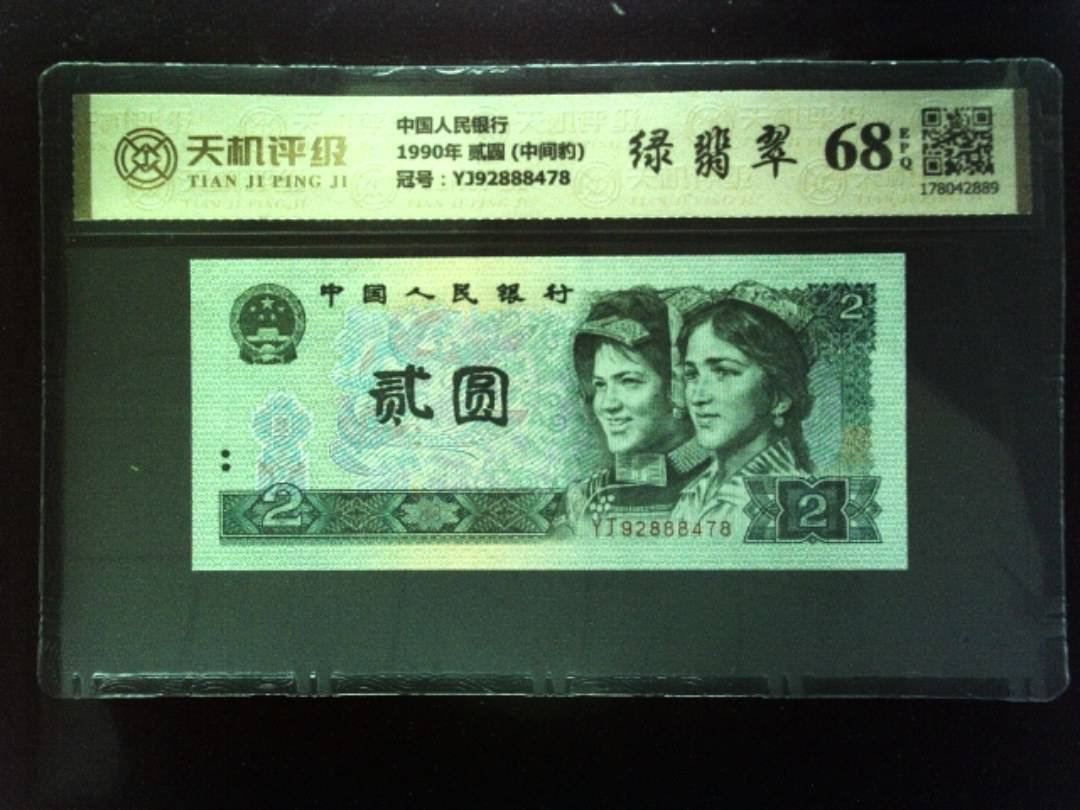 天机评级
TIAN JI PING JI
中国人民银行
1990年 贰圆 (中间豹)
冠号：YJ92888478
绿翡翠
68
EPQ
178042889
中国人民银行
2
贰圆
2
YJ92888478
2